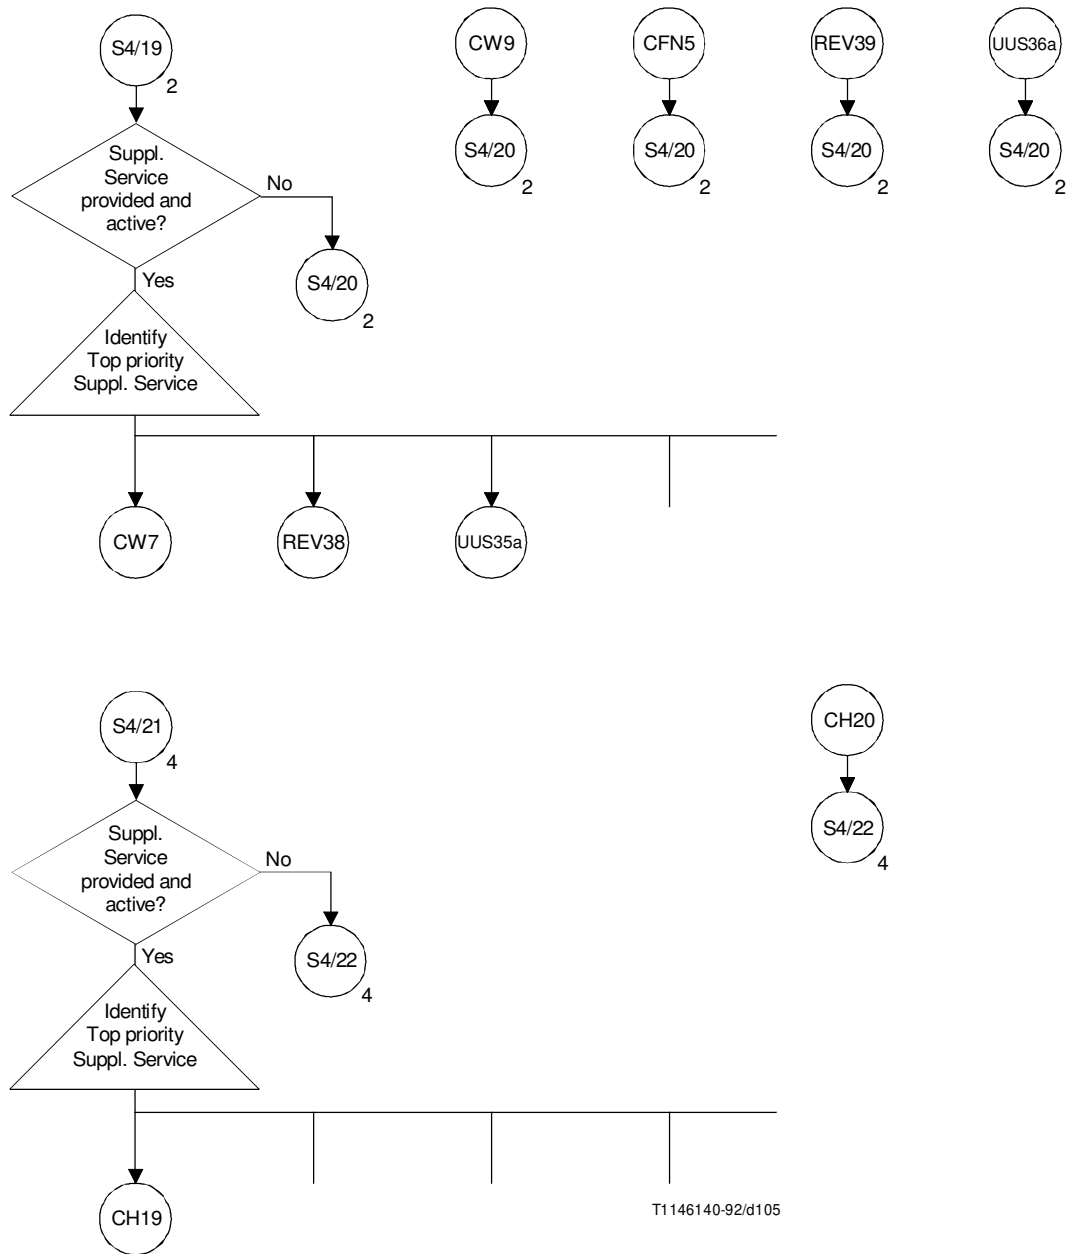 S4/19
2
CW9
CFN5
REV39
UUS36a
S4/20
2
S4/20
2
S4/20
2
S4/20
2
Suppl.
Service
provided and
active?
No
S4/20
2
Yes
Identify
Top priority
Suppl. Service
CW7
REV38
UUS35a
S4/21
4
CH20
S4/22
4
Suppl.
Service
provided and
active?
No
S4/22
4
Yes
Identify
Top priority
Suppl. Service
CH19
T1146140-92/d105